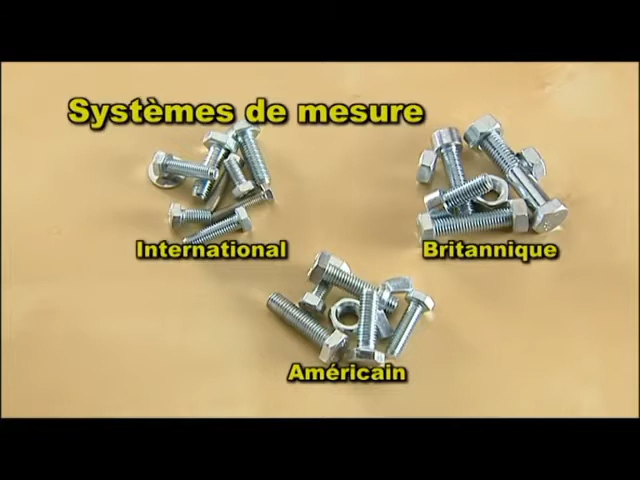 Systèmes de mesure
International
Britannique
Américain